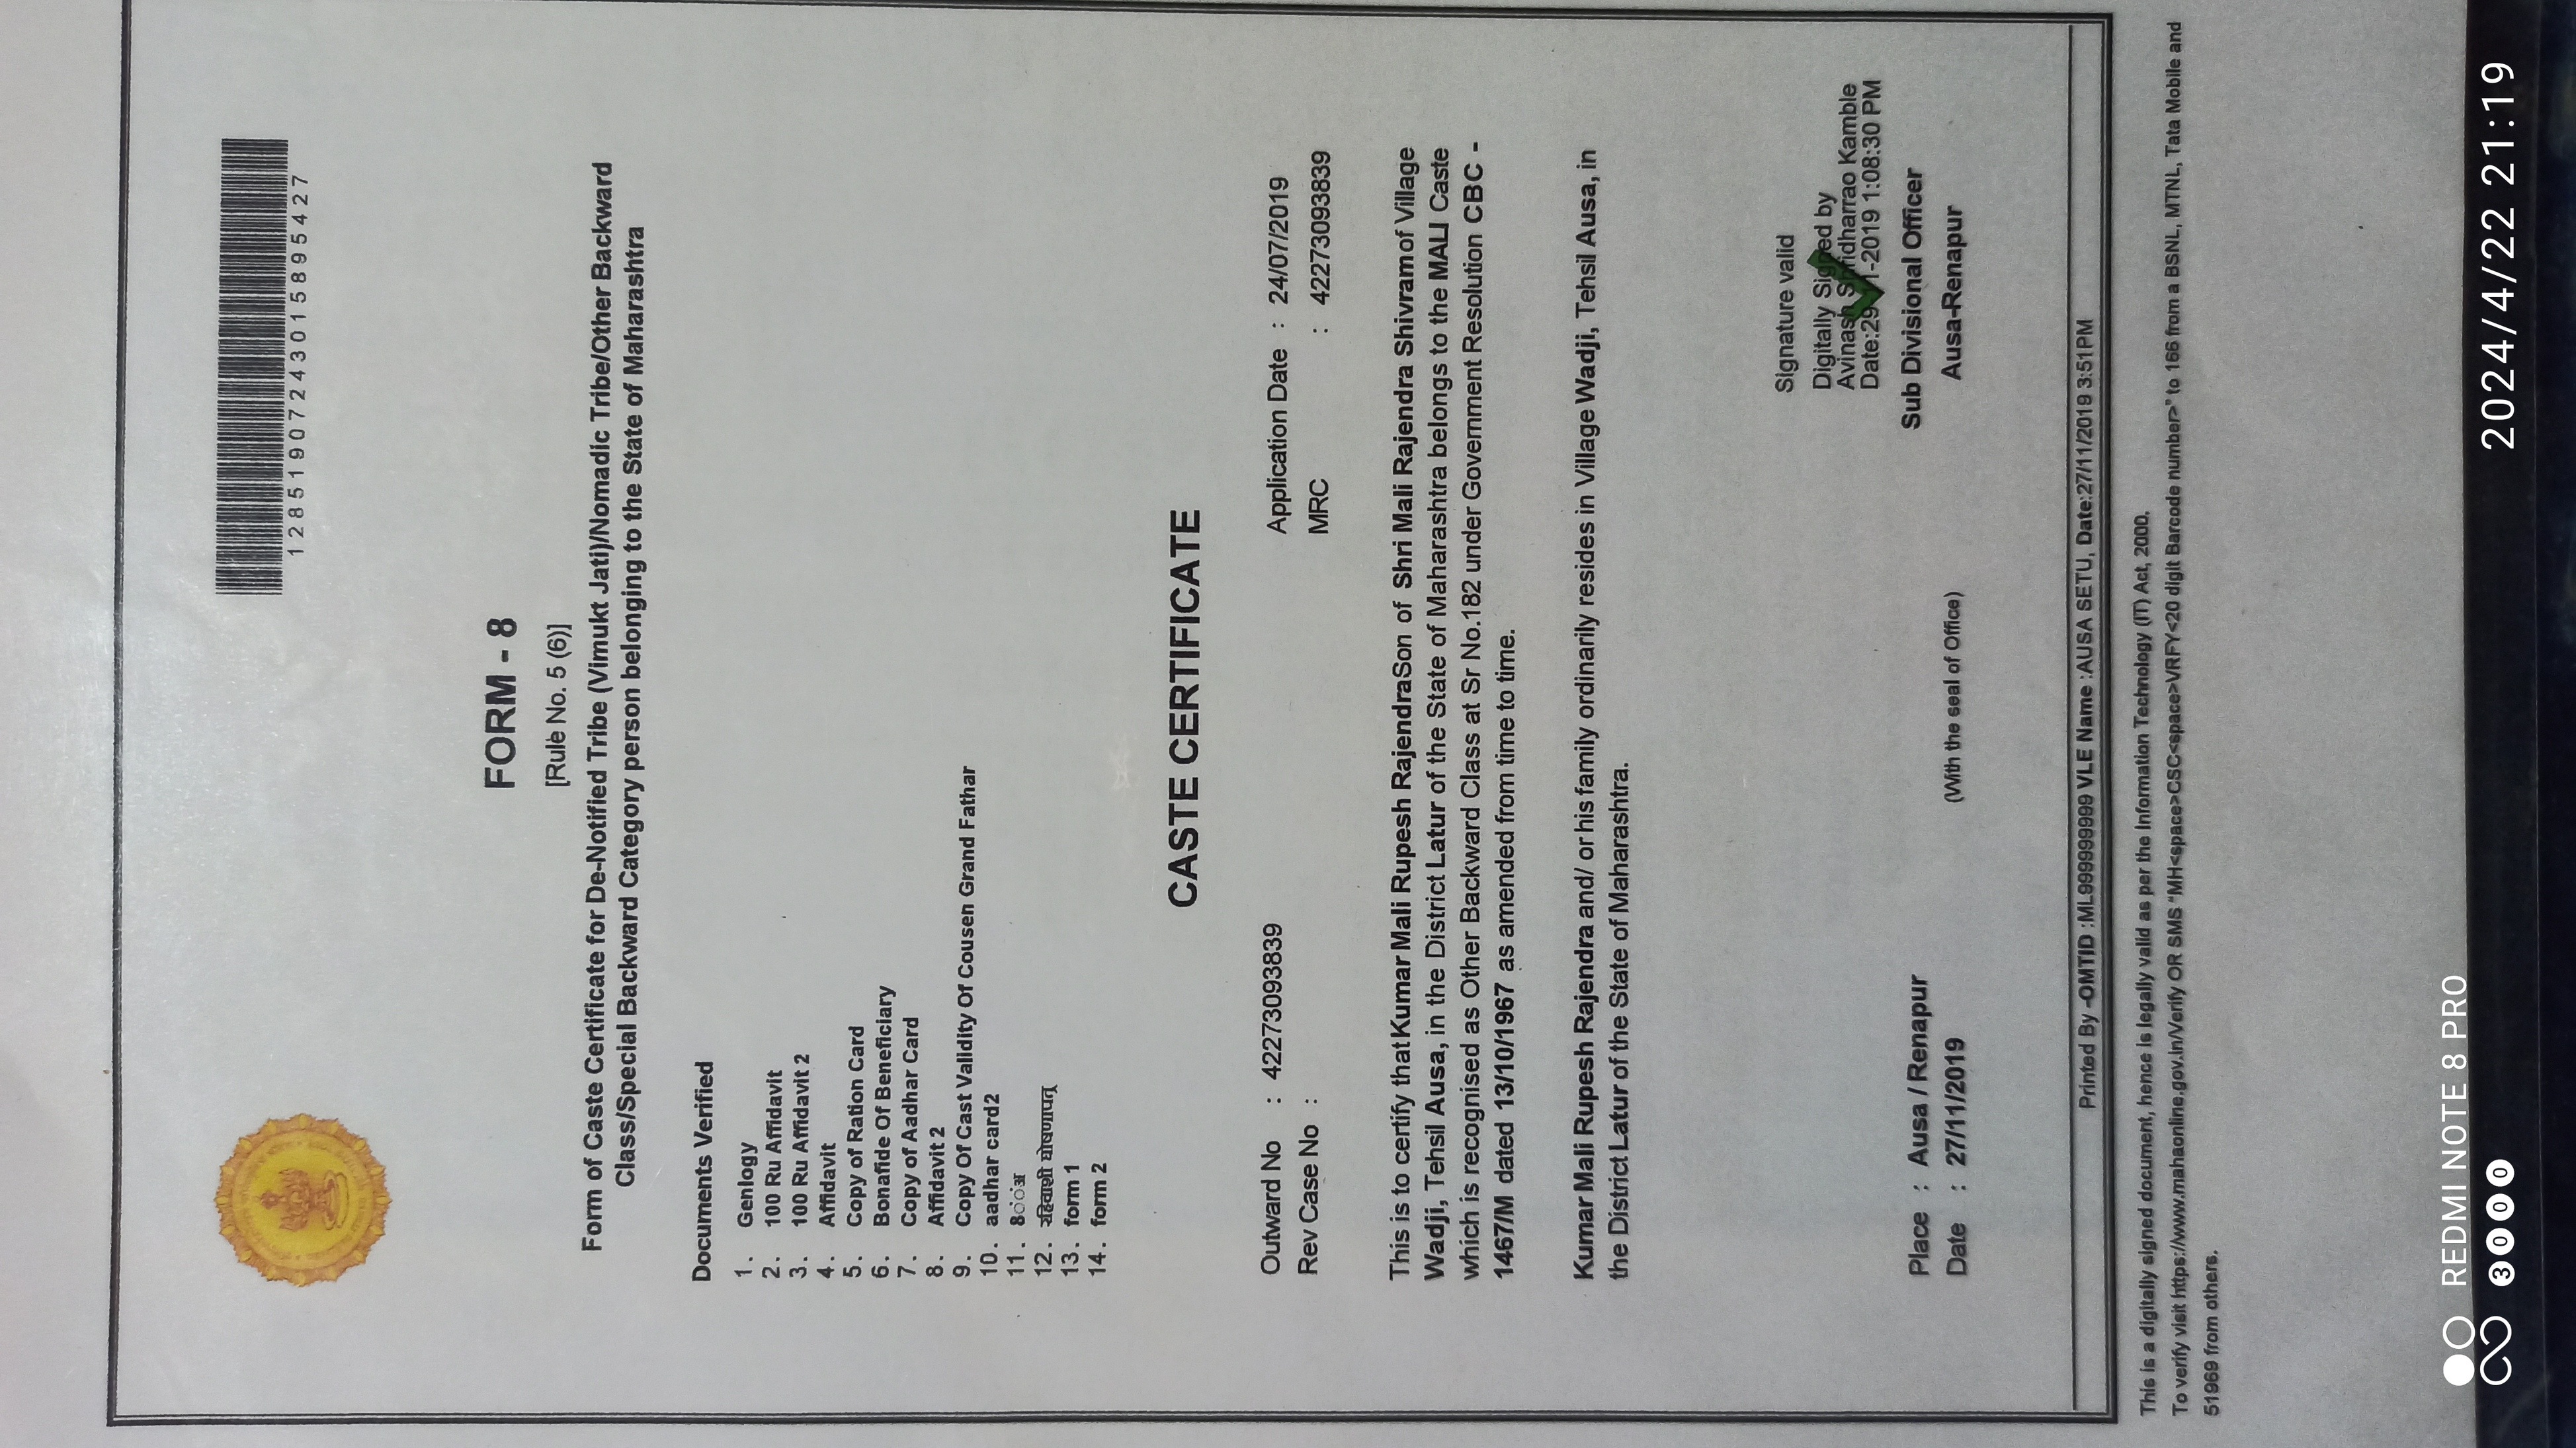 12851907243015895427
FORM - 8
[Rule No. 5 (6)]
Form of Caste Certificate for De-Notified Tribe (Vimukt Jati)/Nomadic Tribe/Other Backward
Class/Special Backward Category person belonging to the State of Maharashtra
Documents Verified
1. Genlogy
2. 100 Ru Affidavit
3. 100 Ru Affidavit 2
4. Affidavit
5. Copy of Ration Card
6. Bonafide Of Beneficiary
7. Copy of Aadhar Card
8. Affidavit 2
9. Copy Of Cast Validity Of Cousen Grand Fathar
10. aadhar card2
11. 8ंंअ
12. रहिवाशी घोषणापत्र्
13. form 1
14. form 2
CASTE CERTIFICATE
Outward No : 42273093839 Application Date : 24/07/2019
Rev Case No : MRC : 42273093839
This is to certify that Kumar Mali Rupesh RajendraSon of Shri Mali Rajendra Shivram of Village
Wadji, Tehsil Ausa, in the District Latur of the State of Maharashtra belongs to the MALI Caste
which is recognised as Other Backward Class at Sr No.182 under Government Resolution CBC -
1467/M dated 13/10/1967 as amended from time to time.
Kumar Mali Rupesh Rajendra and/ or his family ordinarily resides in Village Wadji, Tehsil Ausa, in
the District Latur of the State of Maharashtra.
Signature valid
Digitally Signed by
Avinash Shridharrao Kamble
Date:29-11-2019 1:08:30 PM
Place : Ausa / Renapur Sub Divisional Officer
Date : 27/11/2019 (With the seal of Office) Ausa-Renapur
Printed By -OMTID :ML999999999 VLE Name :AUSA SETU, Date:27/11/2019 3:51PM
This is a digitally signed document, hence is legally valid as per the Information Technology (IT) Act, 2000.
To verify visit https://www.mahaonline.gov.in/Verify OR SMS "MH<space>CSC<space>VRFY<20 digit Barcode number>" to 166 from a BSNL, MTNL, Tata Mobile and
51969 from others.
REDMI NOTE 8 PRO
3000
2024/4/22 21:19